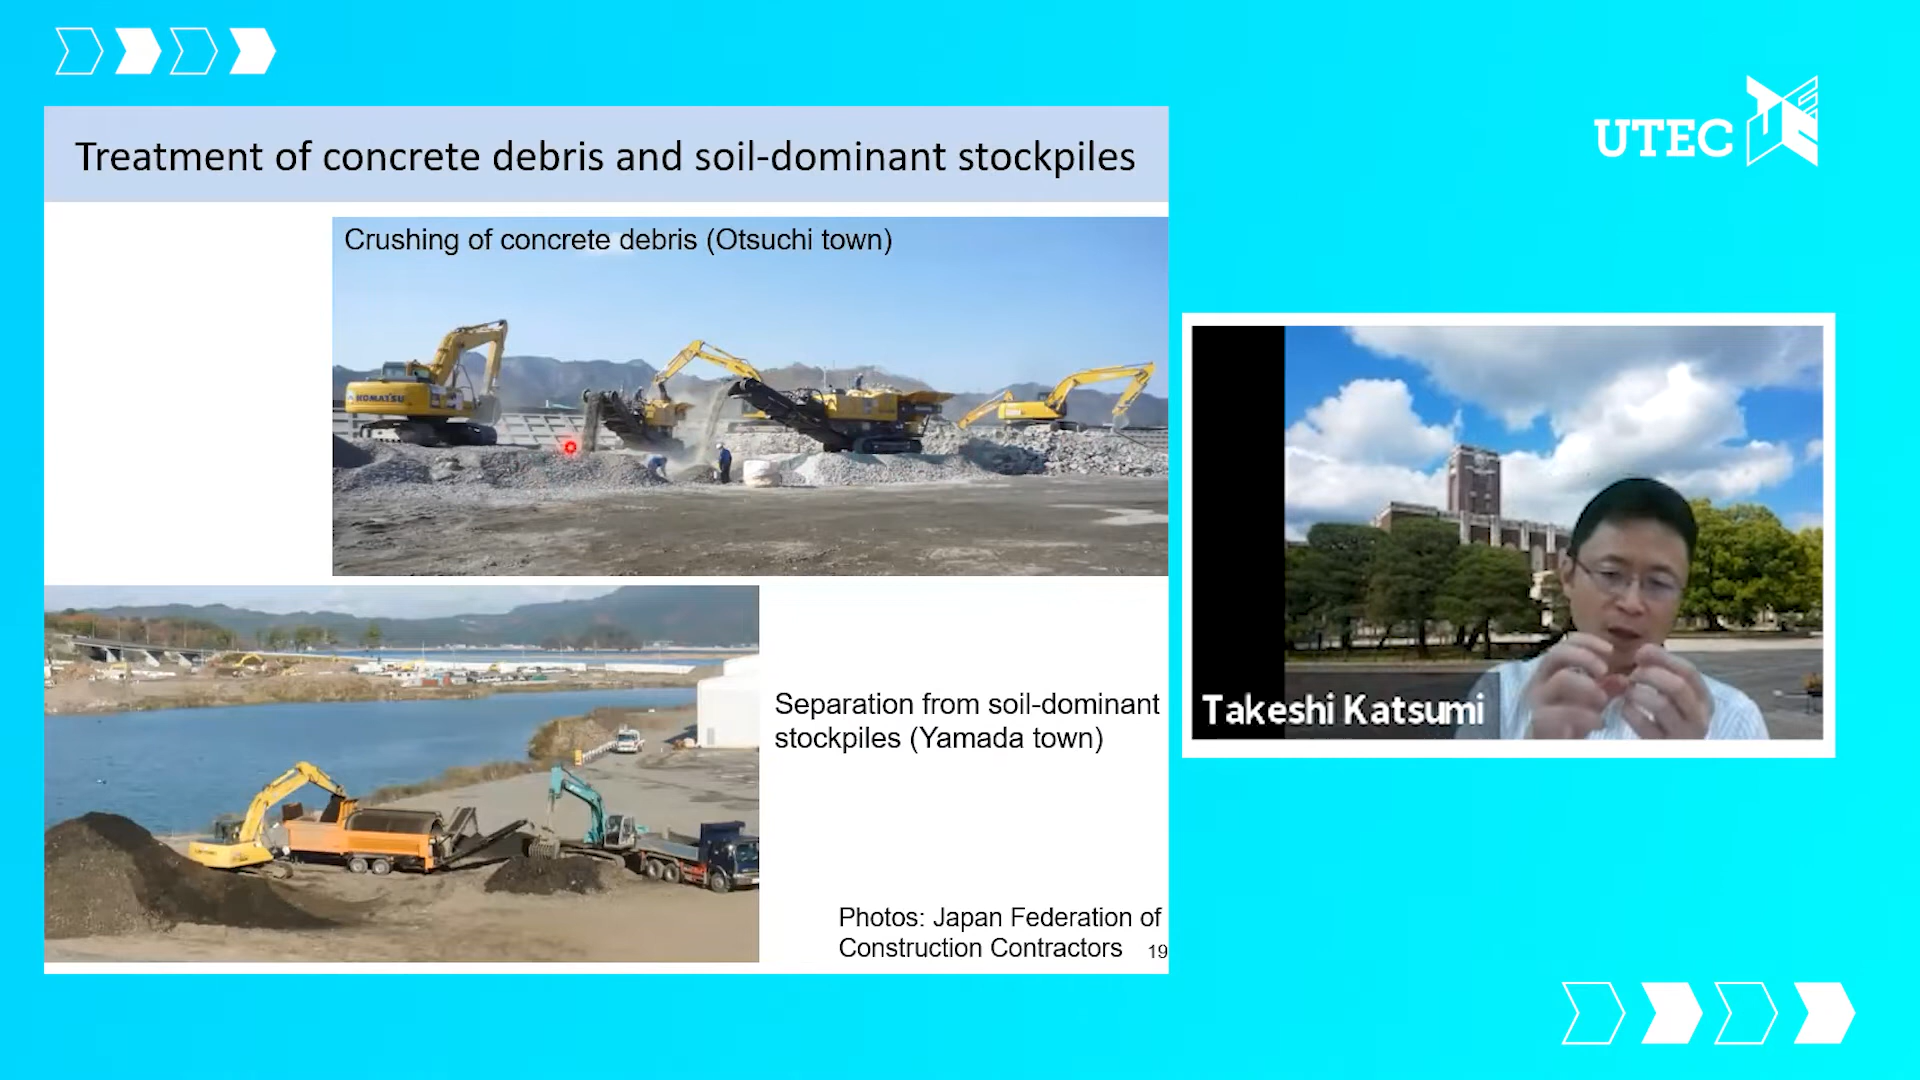 UTEC
Treatment of concrete debris and soil-dominant stockpiles
Crushing of concrete debris (Otsuchi town)
KOMATSU
Separation from soil-dominant
stockpiles (Yamada town)
Photos: Japan Federation of
Construction Contractors
19
Takeshi Katsumi